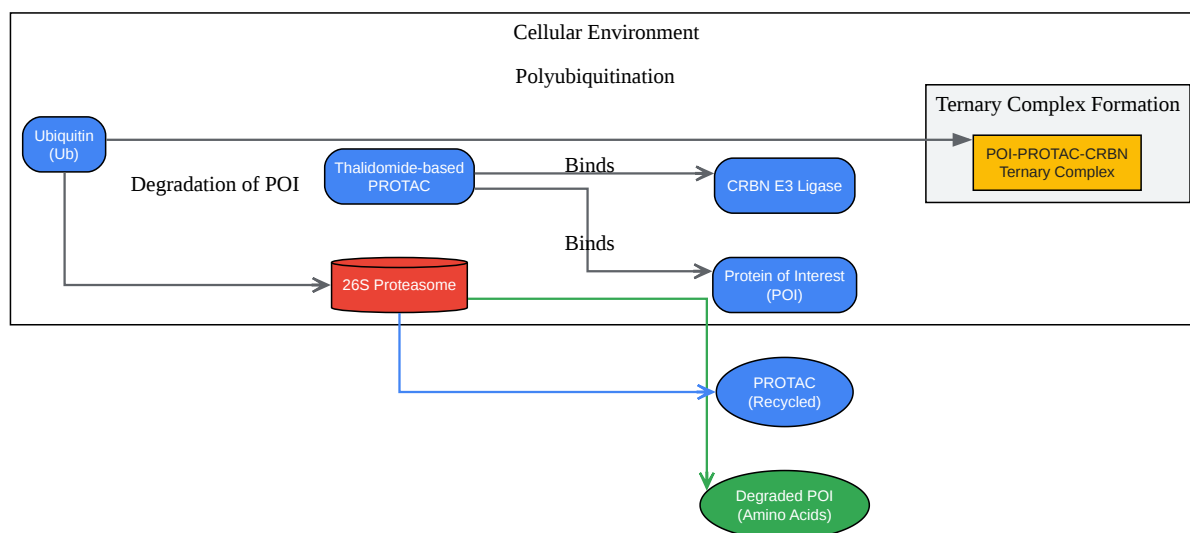 Cellular Environment
Polyubiquitination
Ternary Complex Formation
Ubiquitin
(Ub)
POI-PROTAC-CRBN
Ternary Complex
Degradation of POI
Thalidomide-based
PROTAC
Binds
CRBN E3 Ligase
Binds
26S Proteasome
Protein of Interest
(POI)
PROTAC
(Recycled)
Degraded POI
(Amino Acids)